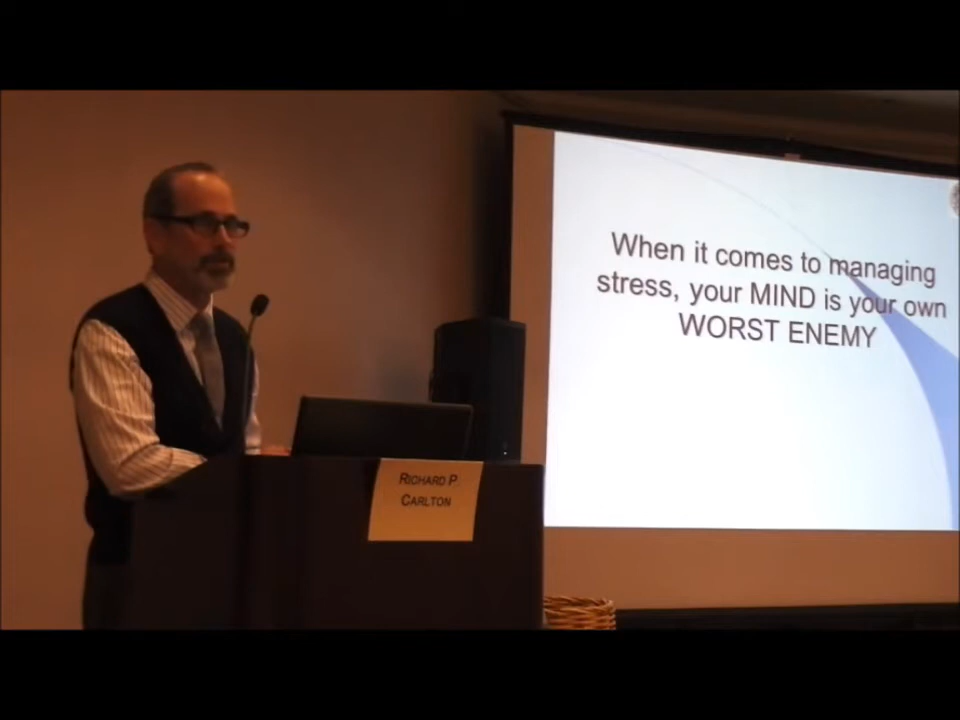 When it comes to managing
stress, your MIND is your own
WORST ENEMY
RICHARD P.
CARLTON